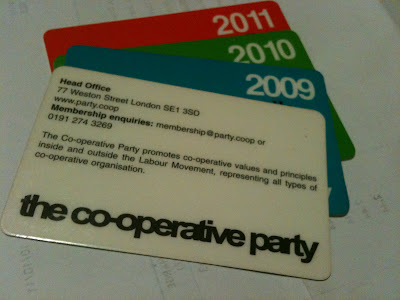 2011
2010
2009
Head Office
77 Weston Street London SE1 3SD
www.party.coop
Membership enquiries: membership@party.coop or
0191 274 3269
The Co-operative Party promotes co-operative values and principles
inside and outside the Labour Movement, representing all types of
co-operative organisation.
the co-operative party